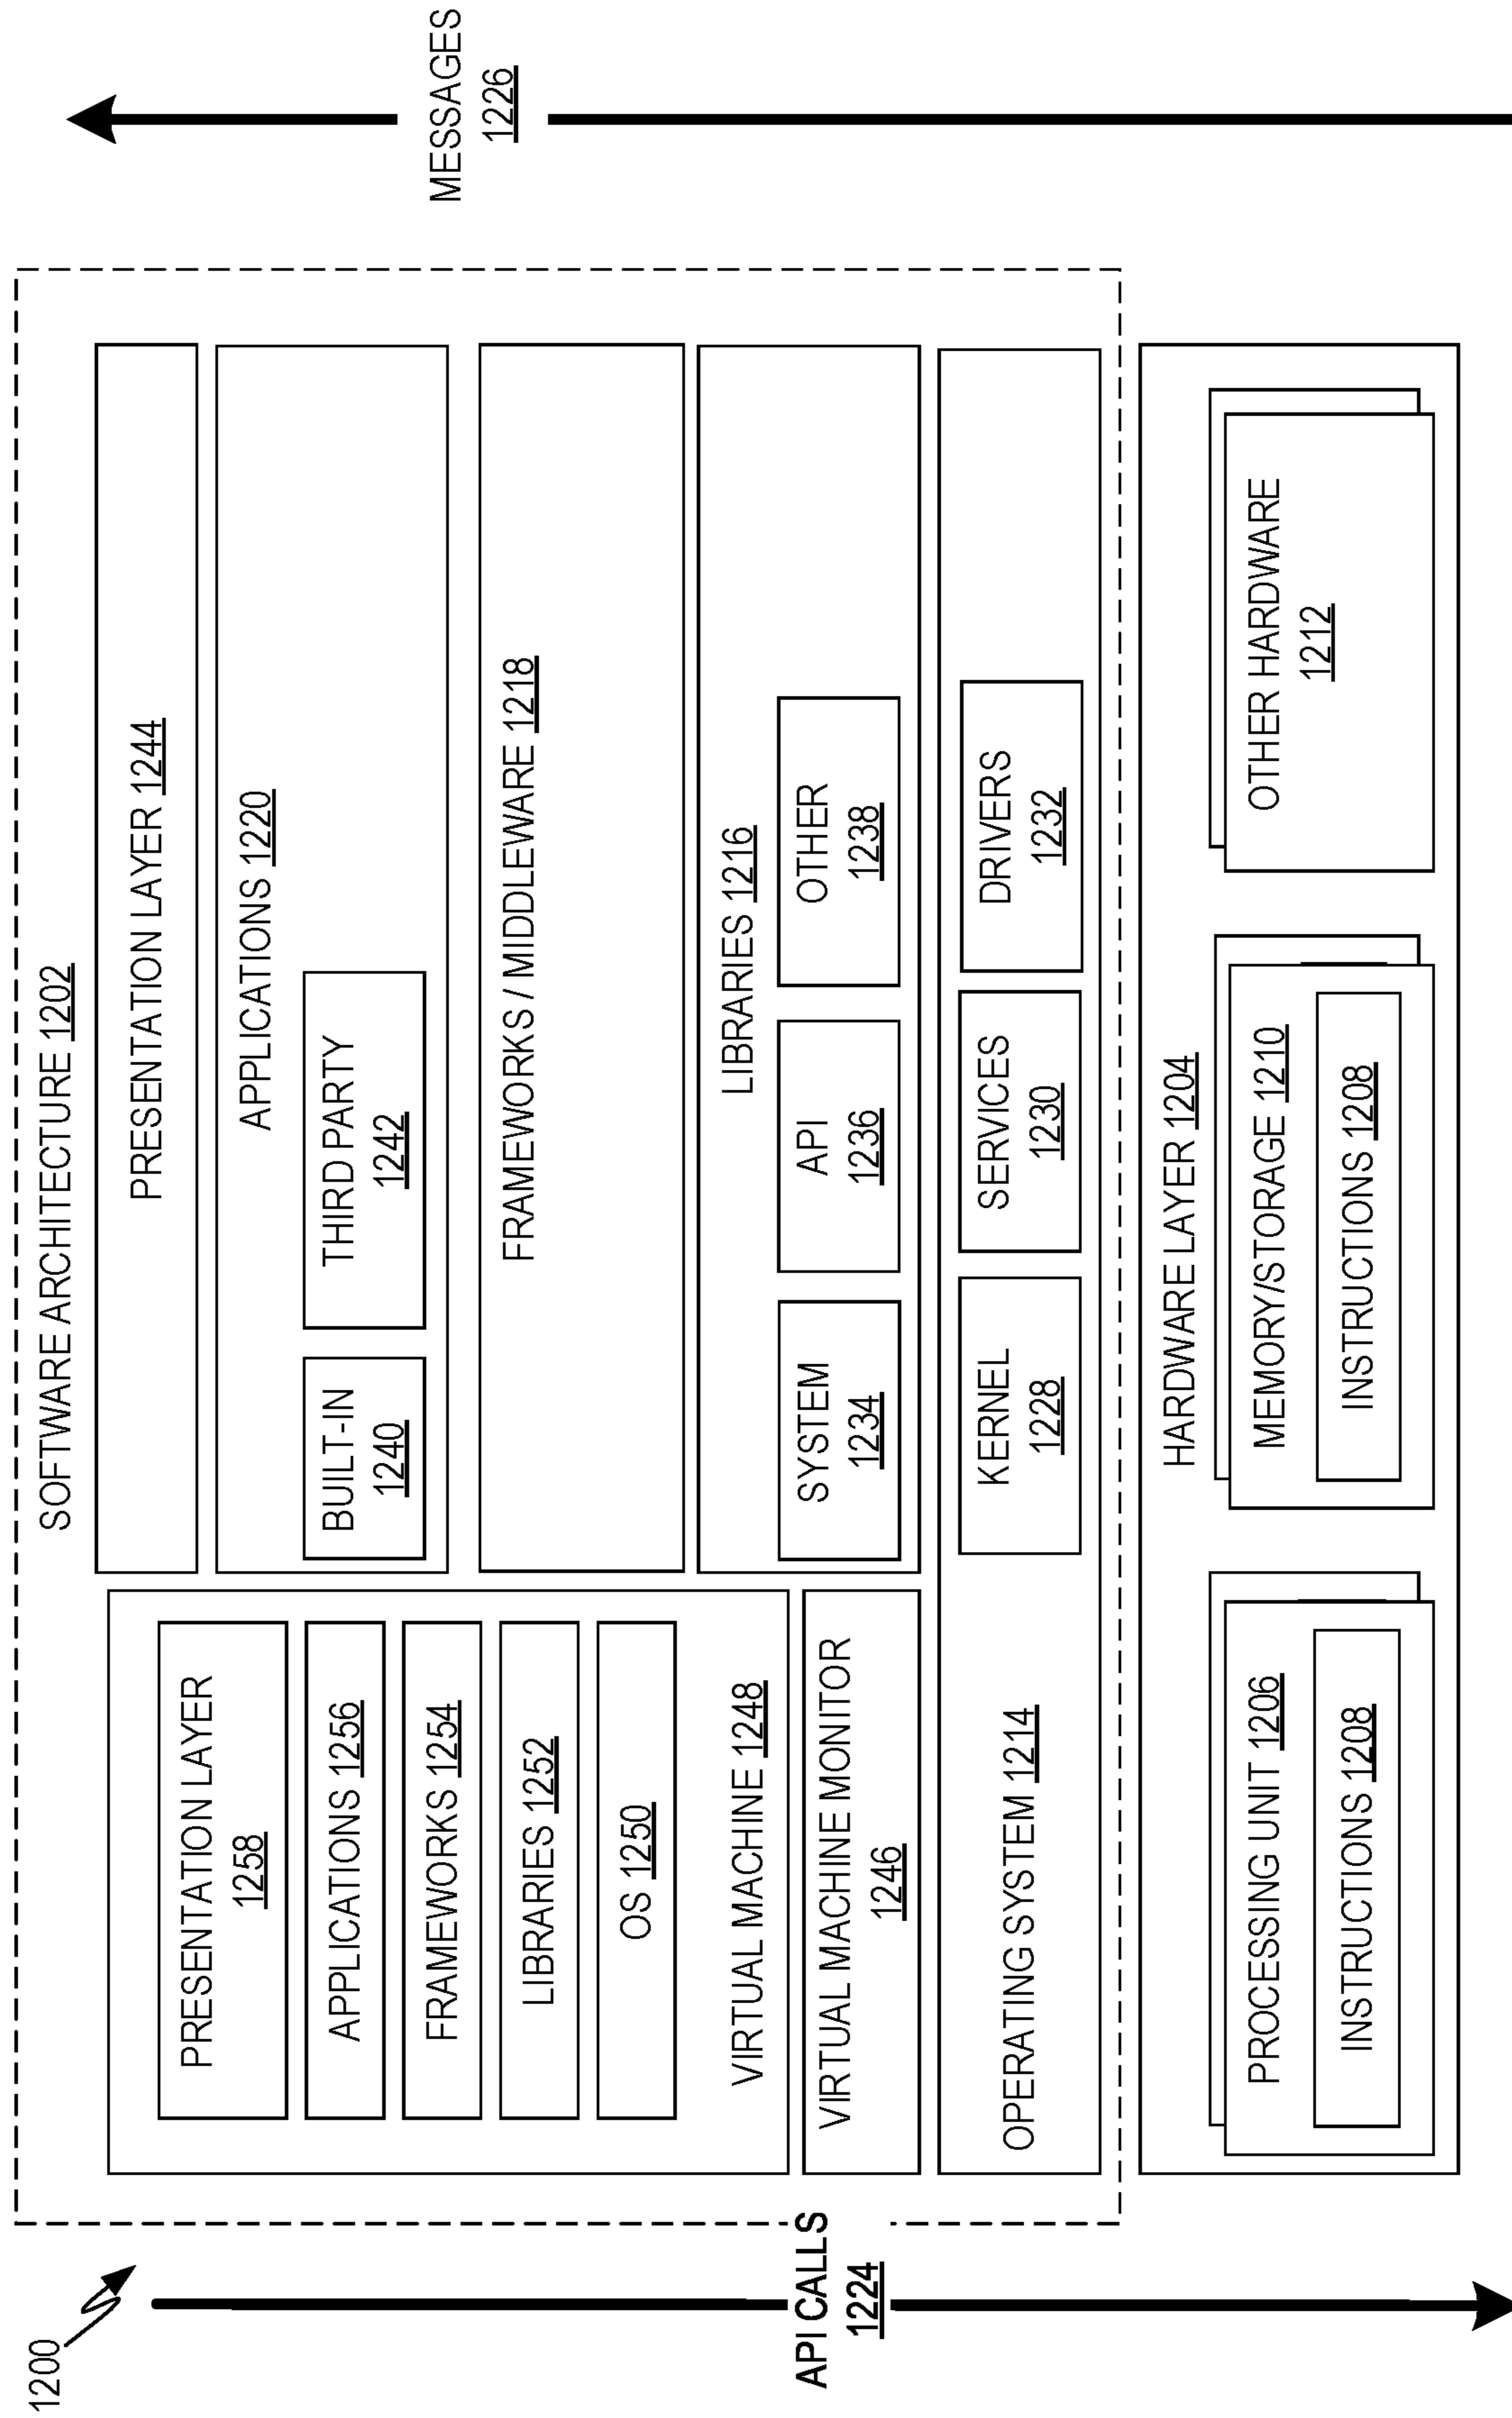 1200
SOFTWARE ARCHITECTURE 1202
PRESENTATION LAYER
1258
APPLICATIONS 1256
FRAMEWORKS 1254
LIBRARIES 1252
OS 1250
VIRTUAL MACHINE 1248
VIRTUAL MACHINE MONITOR
1246
PRESENTATION LAYER 1244
APPLICATIONS 1220
BUILT-IN
1240
THIRD PARTY
1242
FRAMEWORKS / MIDDLEWARE 1218
LIBRARIES 1216
SYSTEM
1234
API
1236
OTHER
1238
OPERATING SYSTEM 1214
KERNEL
1228
SERVICES
1230
DRIVERS
1232
HARDWARE LAYER 1204
PROCESSING UNIT 1206
INSTRUCTIONS 1208
MEMORY/STORAGE 1210
INSTRUCTIONS 1208
OTHER HARDWARE
1212
API CALLS
1224
MESSAGES
1226